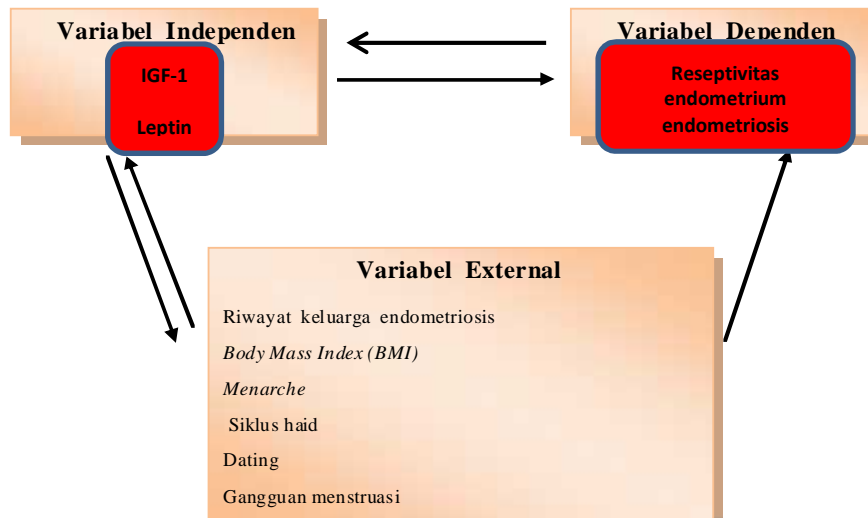 Variabel Independen
IGF-1
Leptin
Variabel Dependen
Reseptivitas
endometrium
endometriosis
Variabel External
Riwayat keluarga endometriosis
Body Mass Index (BMI)
Menarche
Siklus haid
Dating
Gangguan menstruasi